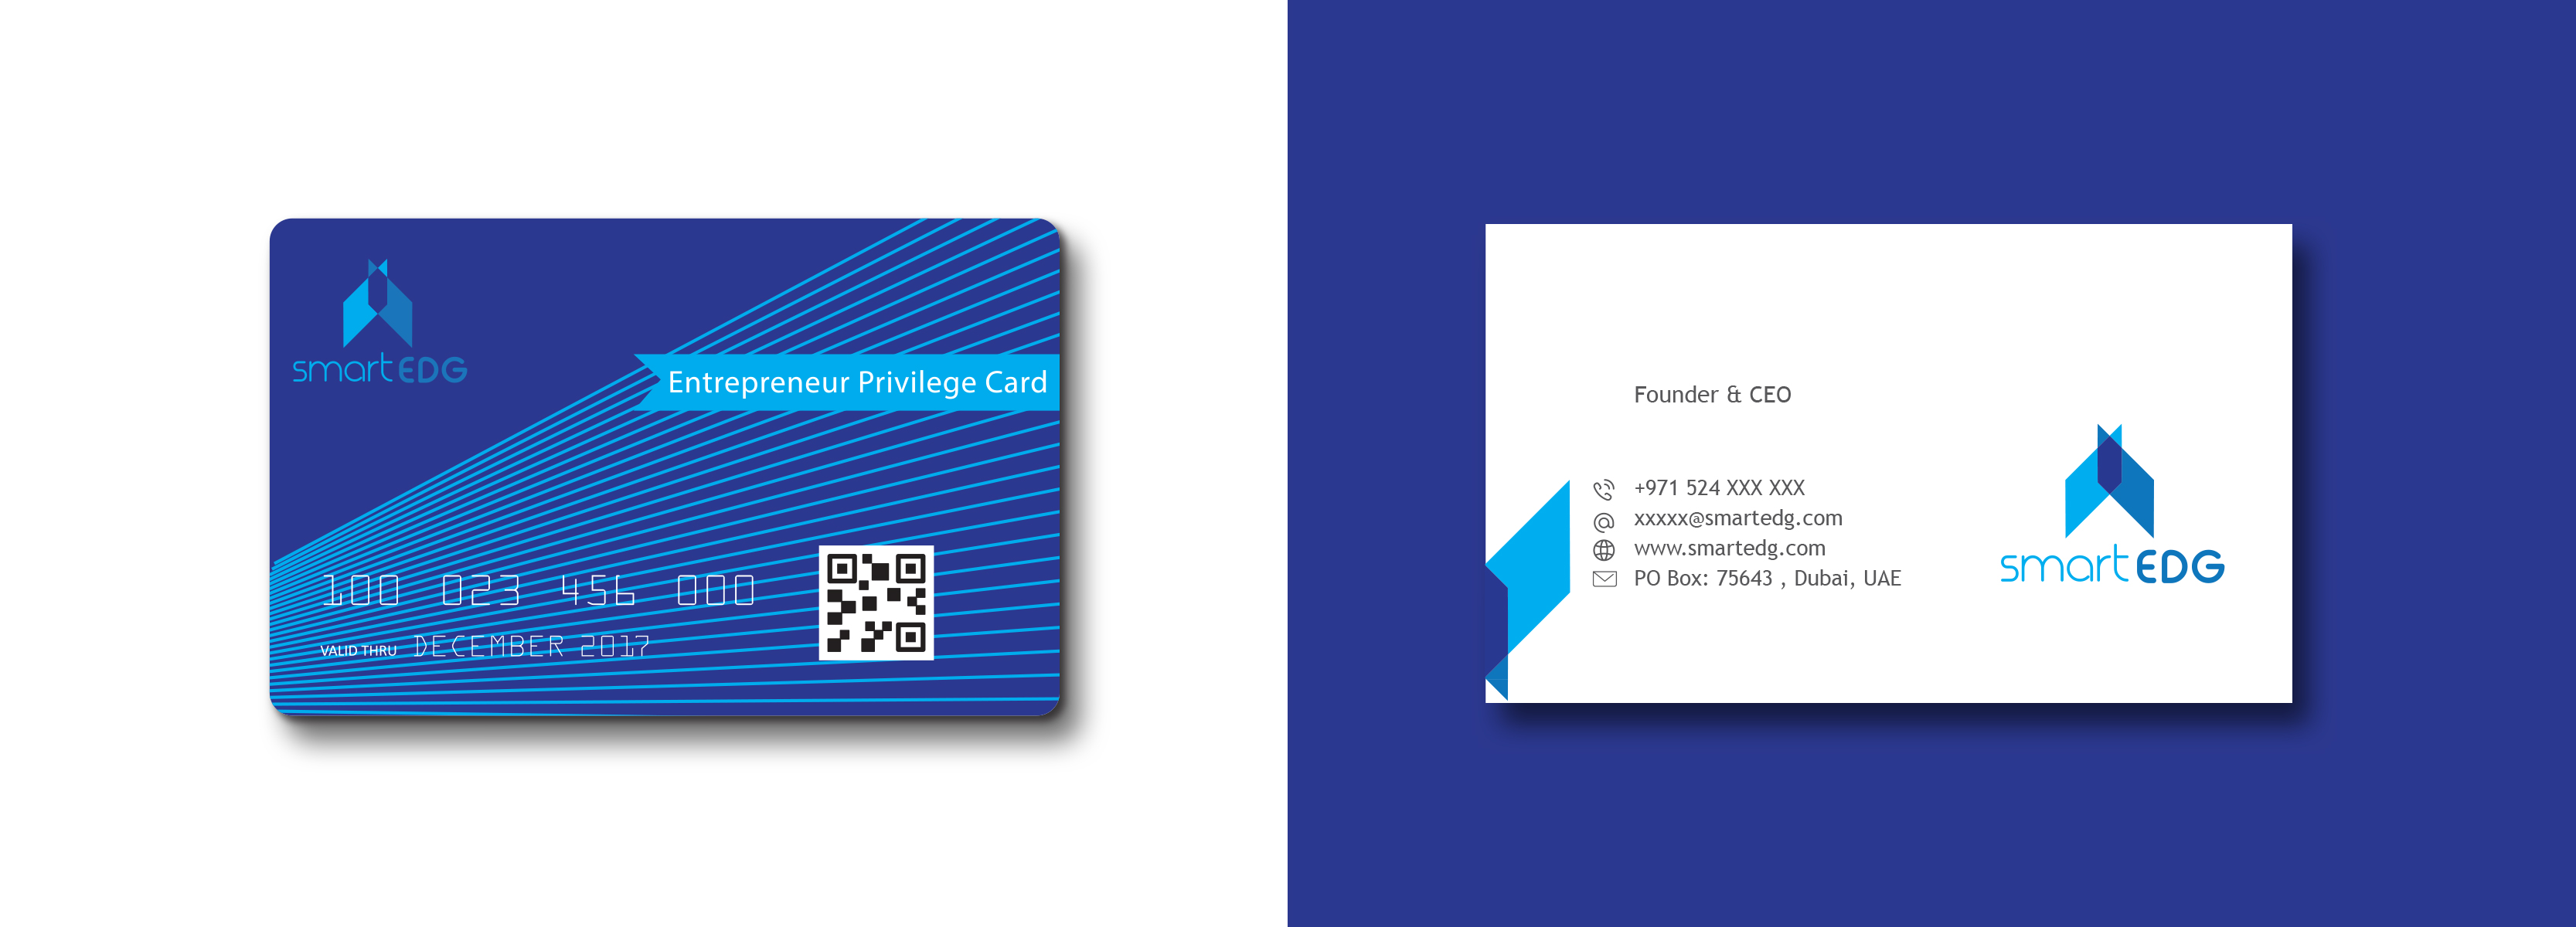 smartEDG
Entrepreneur Privilege Card
100 023 456 000
VALID THRU DECEMBER 2017
Founder & CEO
+971 524 XXX XXX
xxxxx@smartedg.com
www.smartedg.com
PO Box: 75643 , Dubai, UAE
smartEDG